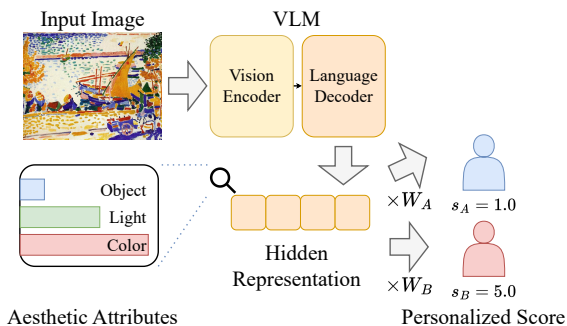 Input Image
VLM
Vision
Encoder
Language
Decoder
Object
Light
Color
Hidden
Representation
×W_A
s_A = 1.0
×W_B
s_B = 5.0
Aesthetic Attributes
Personalized Score